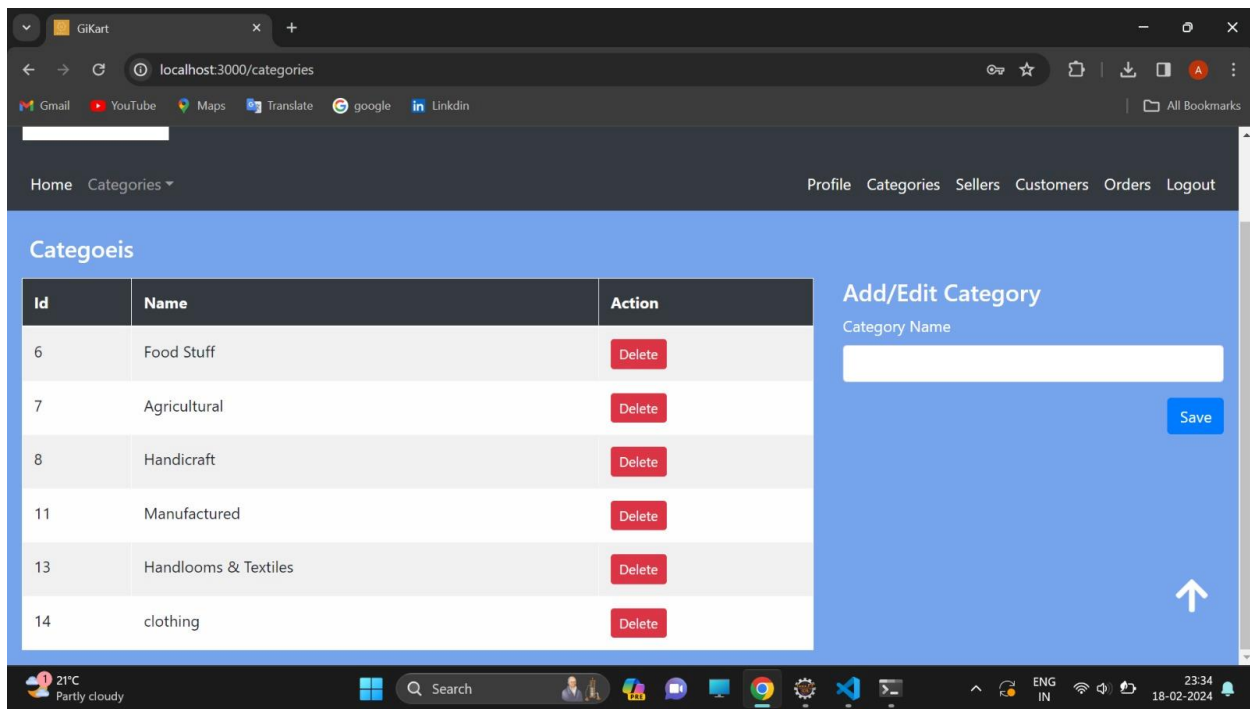 GiKart
localhost:3000/categories
Gmail YouTube Maps Translate google Linkdin All Bookmarks
Home Categories Profile Categories Sellers Customers Orders Logout
Categoeis
Id Name Action
6 Food Stuff Delete
7 Agricultural Delete
8 Handicraft Delete
11 Manufactured Delete
13 Handlooms & Textiles Delete
14 clothing Delete
Add/Edit Category
Category Name
Save
1 21°C
Partly cloudy
Search
PRE
ENG
IN
23:34
18-02-2024
A
in